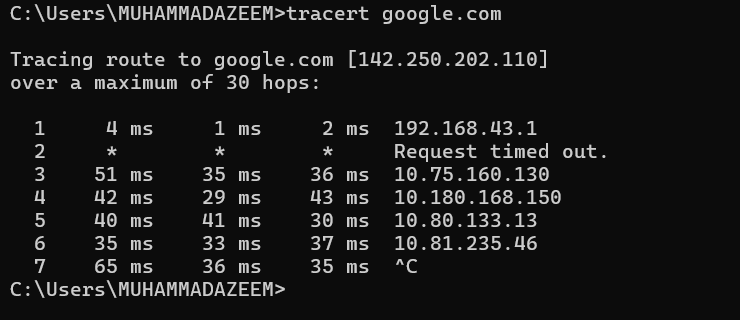 C:\Users\MUHAMMADAZEEM>tracert google.com
Tracing route to google.com [142.250.202.110]
over a maximum of 30 hops:
1 4 ms 1 ms 2 ms 192.168.43.1
2 * * * Request timed out.
3 51 ms 35 ms 36 ms 10.75.160.130
4 42 ms 29 ms 43 ms 10.180.168.150
5 40 ms 41 ms 30 ms 10.80.133.13
6 35 ms 33 ms 37 ms 10.81.235.46
7 65 ms 36 ms 35 ms ^C
C:\Users\MUHAMMADAZEEM>